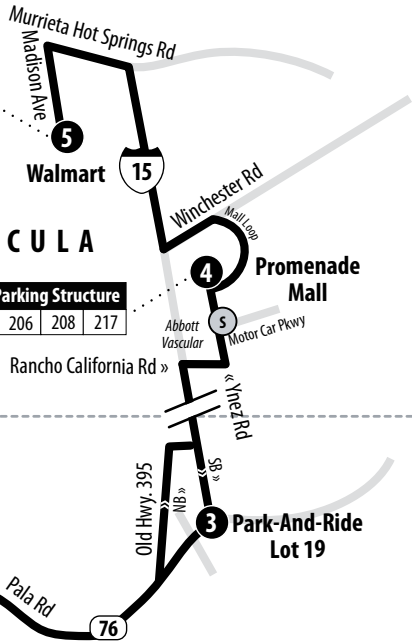 Murrieta Hot Springs Rd
Madison Ave
5
Walmart
15
Winchester Rd
Mall Loop
CULA
4
Promenade
Mall
Parking Structure
206 208 217
S
Abbott
Vascular
Motor Car Pkwy
Rancho California Rd »
« Ynez Rd
Old Hwy. 395
NB »
SB »
3
Park-And-Ride
Lot 19
Pala Rd
76